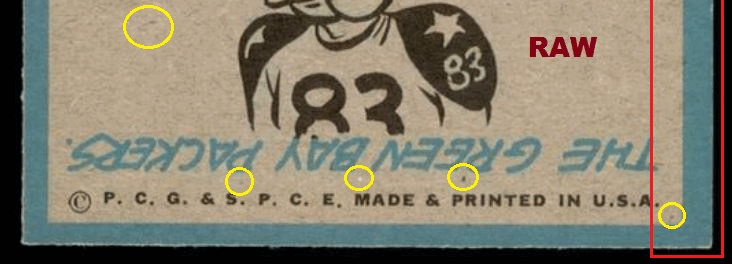 RAW
83
83
THE GREEN BAY PACKERS.
© P. C. G. & S. P. C. E. MADE & PRINTED IN U.S.A.